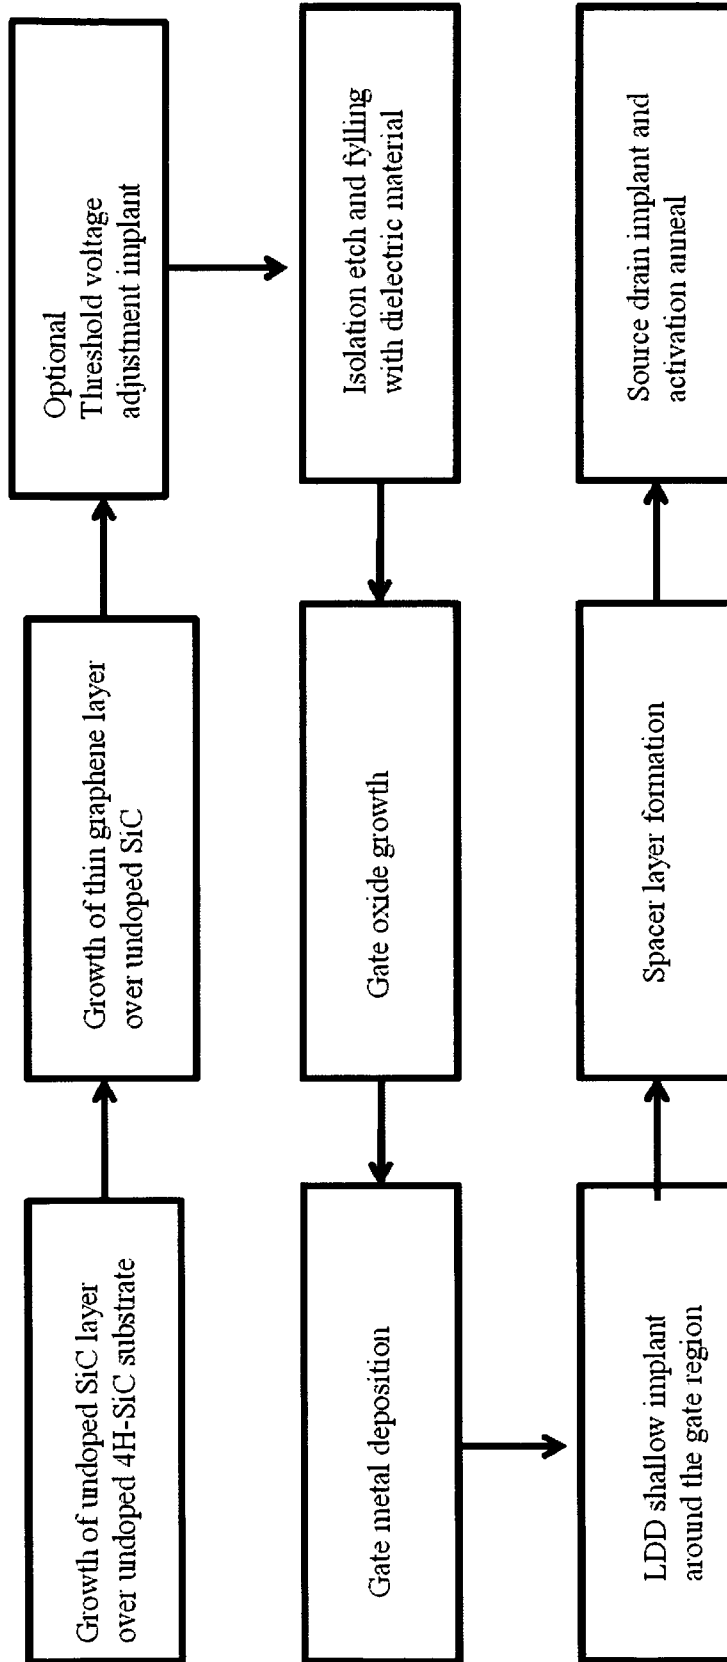 Growth of undoped SiC layer
over undoped 4H-SiC substrate
Growth of thin graphene layer
over undoped SiC
Optional
Threshold voltage
adjustment implant
Isolation etch and fylling
with dielectric material
Gate oxide growth
Gate metal deposition
LDD shallow implant
around the gate region
Spacer layer formation
Source drain implant and
activation anneal